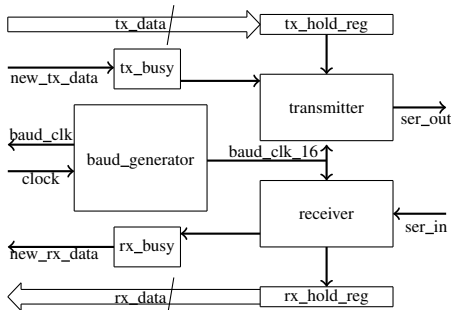 tx_data
tx_hold_reg
new_tx_data
tx_busy
transmitter
ser_out
baud_clk
baud_generator
baud_clk_16
clock
receiver
ser_in
new_rx_data
rx_busy
rx_data
rx_hold_reg